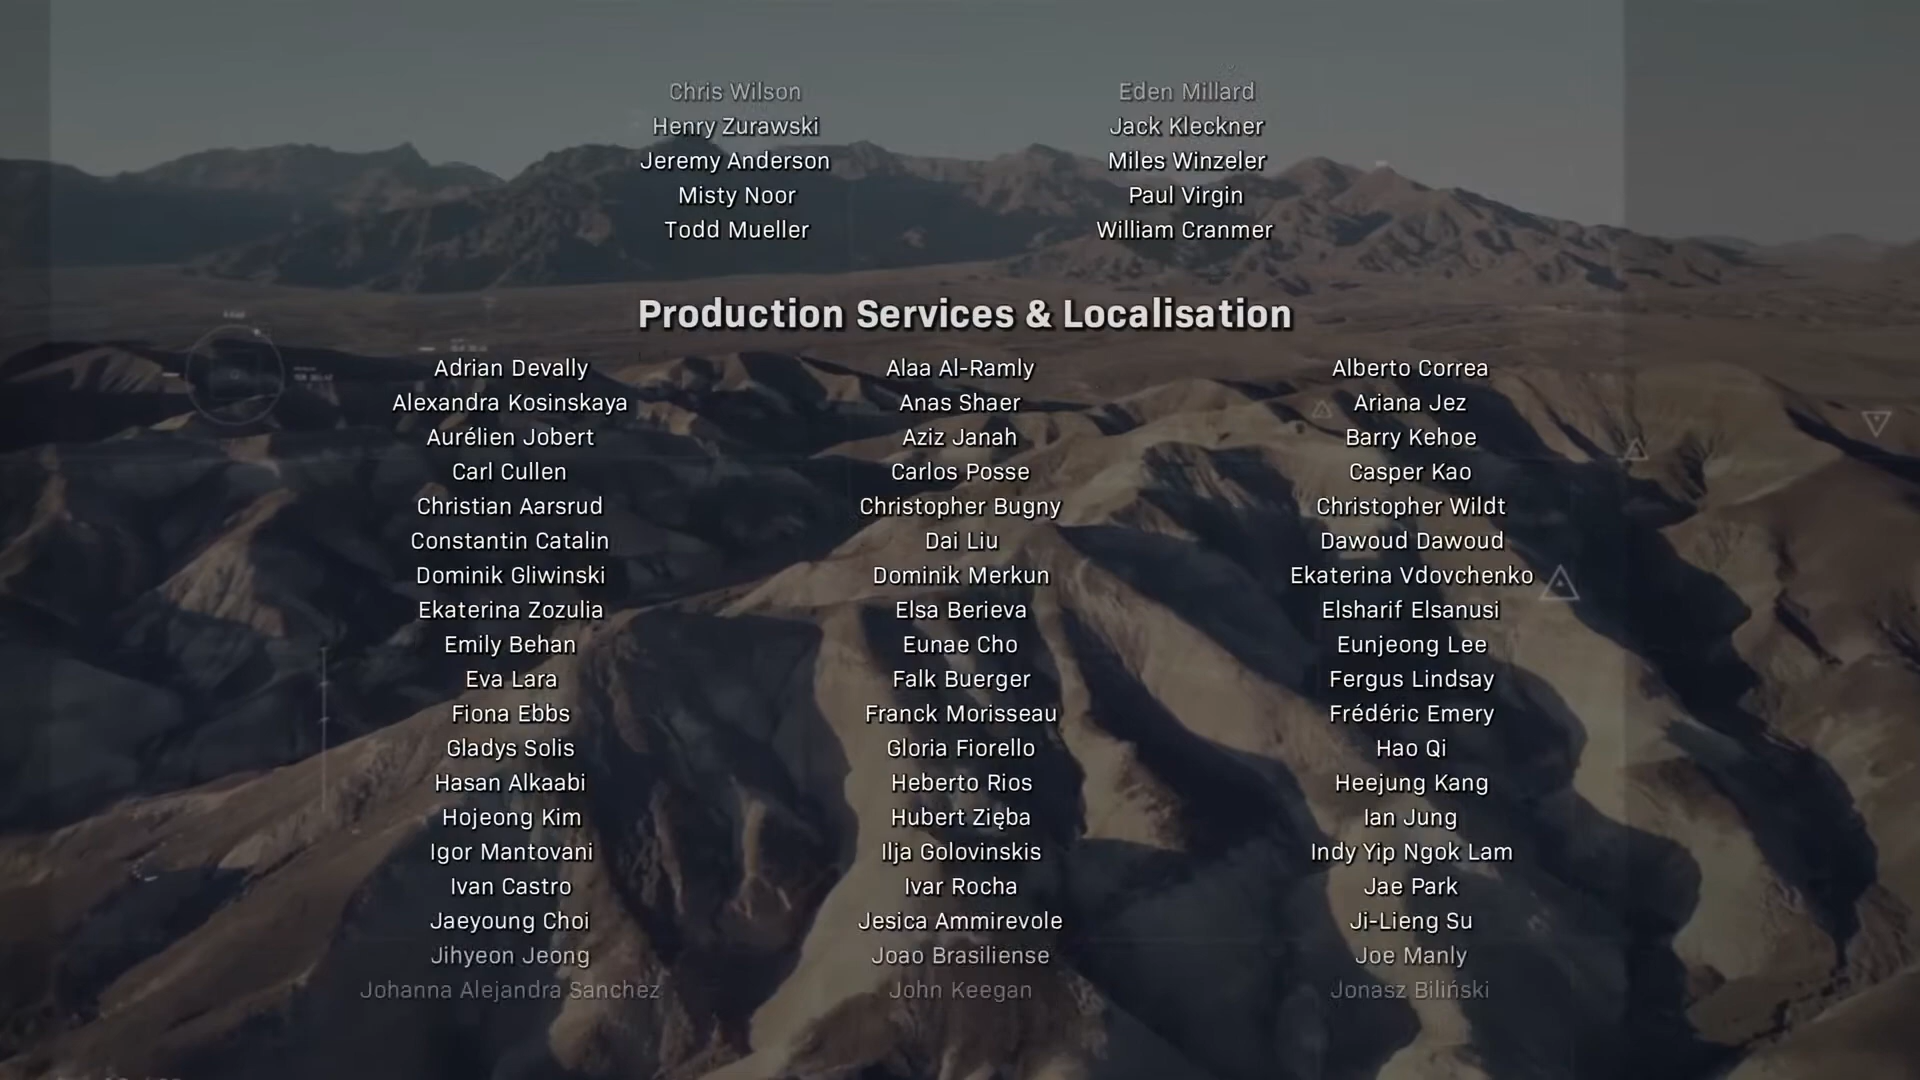 Chris Wilson Eden Millard
Henry Zurawski Jack Kleckner
Jeremy Anderson Miles Winzeler
Misty Noor Paul Virgin
Todd Mueller William Cranmer
Production Services & Localisation
Adrian Devally Alaa Al-Ramly Alberto Correa
Alexandra Kosinskaya Anas Shaer Ariana Jez
Aurélien Jobert Aziz Janah Barry Kehoe
Carl Cullen Carlos Posse Casper Kao
Christian Aarsrud Christopher Bugny Christopher Wildt
Constantin Catalin Dai Liu Dawoud Dawoud
Dominik Gliwinski Dominik Merkun Ekaterina Vdovchenko
Ekaterina Zozulia Elsa Berieva Elsharif Elsanusi
Emily Behan Eunae Cho Eunjeong Lee
Eva Lara Falk Buerger Fergus Lindsay
Fiona Ebbs Franck Morisseau Frédéric Emery
Gladys Solis Gloria Fiorello Hao Qi
Hasan Alkaabi Heberto Rios Heejung Kang
Hojeong Kim Hubert Zięba Ian Jung
Igor Mantovani Ilja Golovinskis Indy Yip Ngok Lam
Ivan Castro Ivar Rocha Jae Park
Jaeyoung Choi Jesica Ammirevole Ji-Lieng Su
Jihyeon Jeong Joao Brasiliense Joe Manly
Johanna Alejandra Sanchez John Keegan Jonasz Biliński